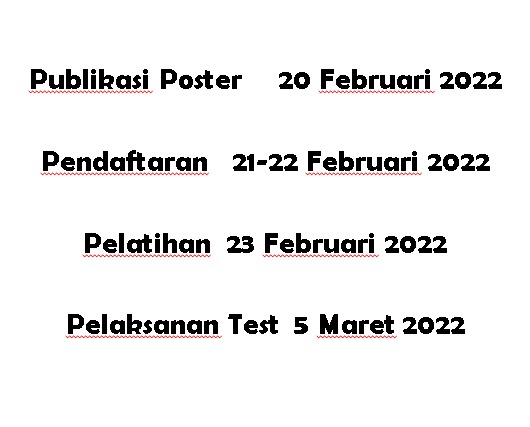 Publikasi Poster 20 Februari 2022
Pendaftaran 21-22 Februari 2022
Pelatihan 23 Februari 2022
Pelaksanan Test 5 Maret 2022